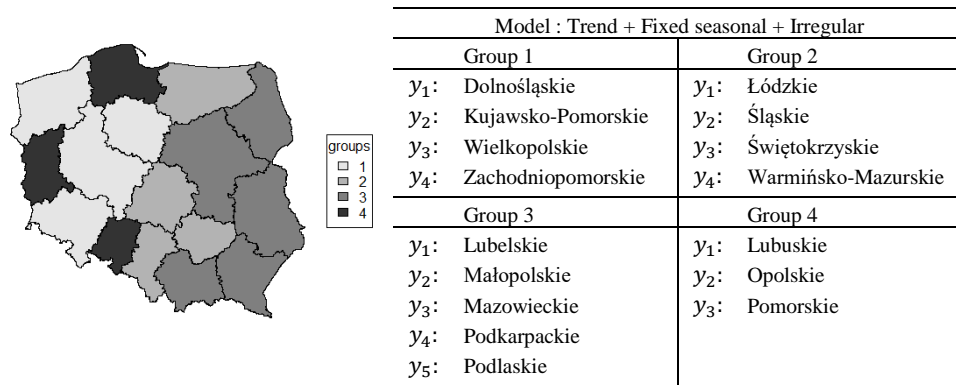 groups
1
2
3
4
Model : Trend + Fixed seasonal + Irregular
Group 1 Group 2
y₁: Dolnośląskie y₁: Łódzkie
y₂: Kujawsko-Pomorskie y₂: Śląskie
y₃: Wielkopolskie y₃: Świętokrzyskie
y₄: Zachodniopomorskie y₄: Warmińsko-Mazurskie
Group 3 Group 4
y₁: Lubelskie y₁: Lubuskie
y₂: Małopolskie y₂: Opolskie
y₃: Mazowieckie y₃: Pomorskie
y₄: Podkarpackie
y₅: Podlaskie